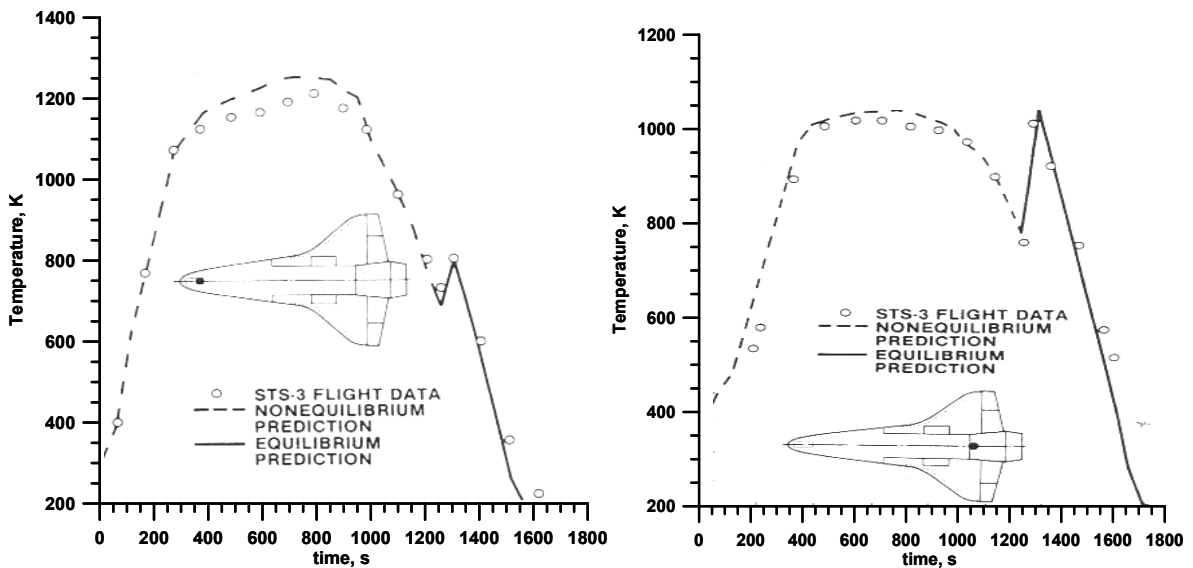 1400
1200
1000
800
600
400
200
Temperature, K
0 200 400 600 800 1000 1200 1400 1600 1800
time, s
STS-3 FLIGHT DATA
NONEQUILIBRIUM
PREDICTION
EQUILIBRIUM
PREDICTION
1200
1000
800
600
400
200
Temperature, K
0 200 400 600 800 1000 1200 1400 1600 1800
time, s
STS-3 FLIGHT DATA
NONEQUILIBRIUM
PREDICTION
EQUILIBRIUM
PREDICTION